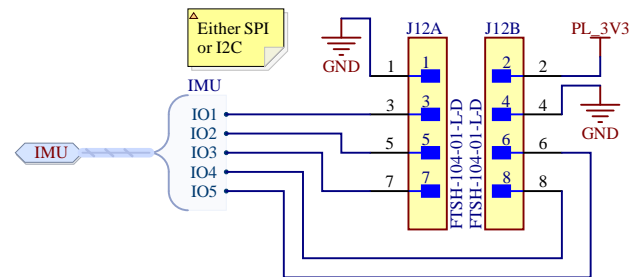 Either SPI
or I2C
IMU
IMU
IO1
IO2
IO3
IO4
IO5
GND
J12A
J12B
PL_3V3
1
1
2
2
3
3
4
4
GND
5
5
6
6
7
7
8
8
FTSH-104-01-L-D
FTSH-104-01-L-D